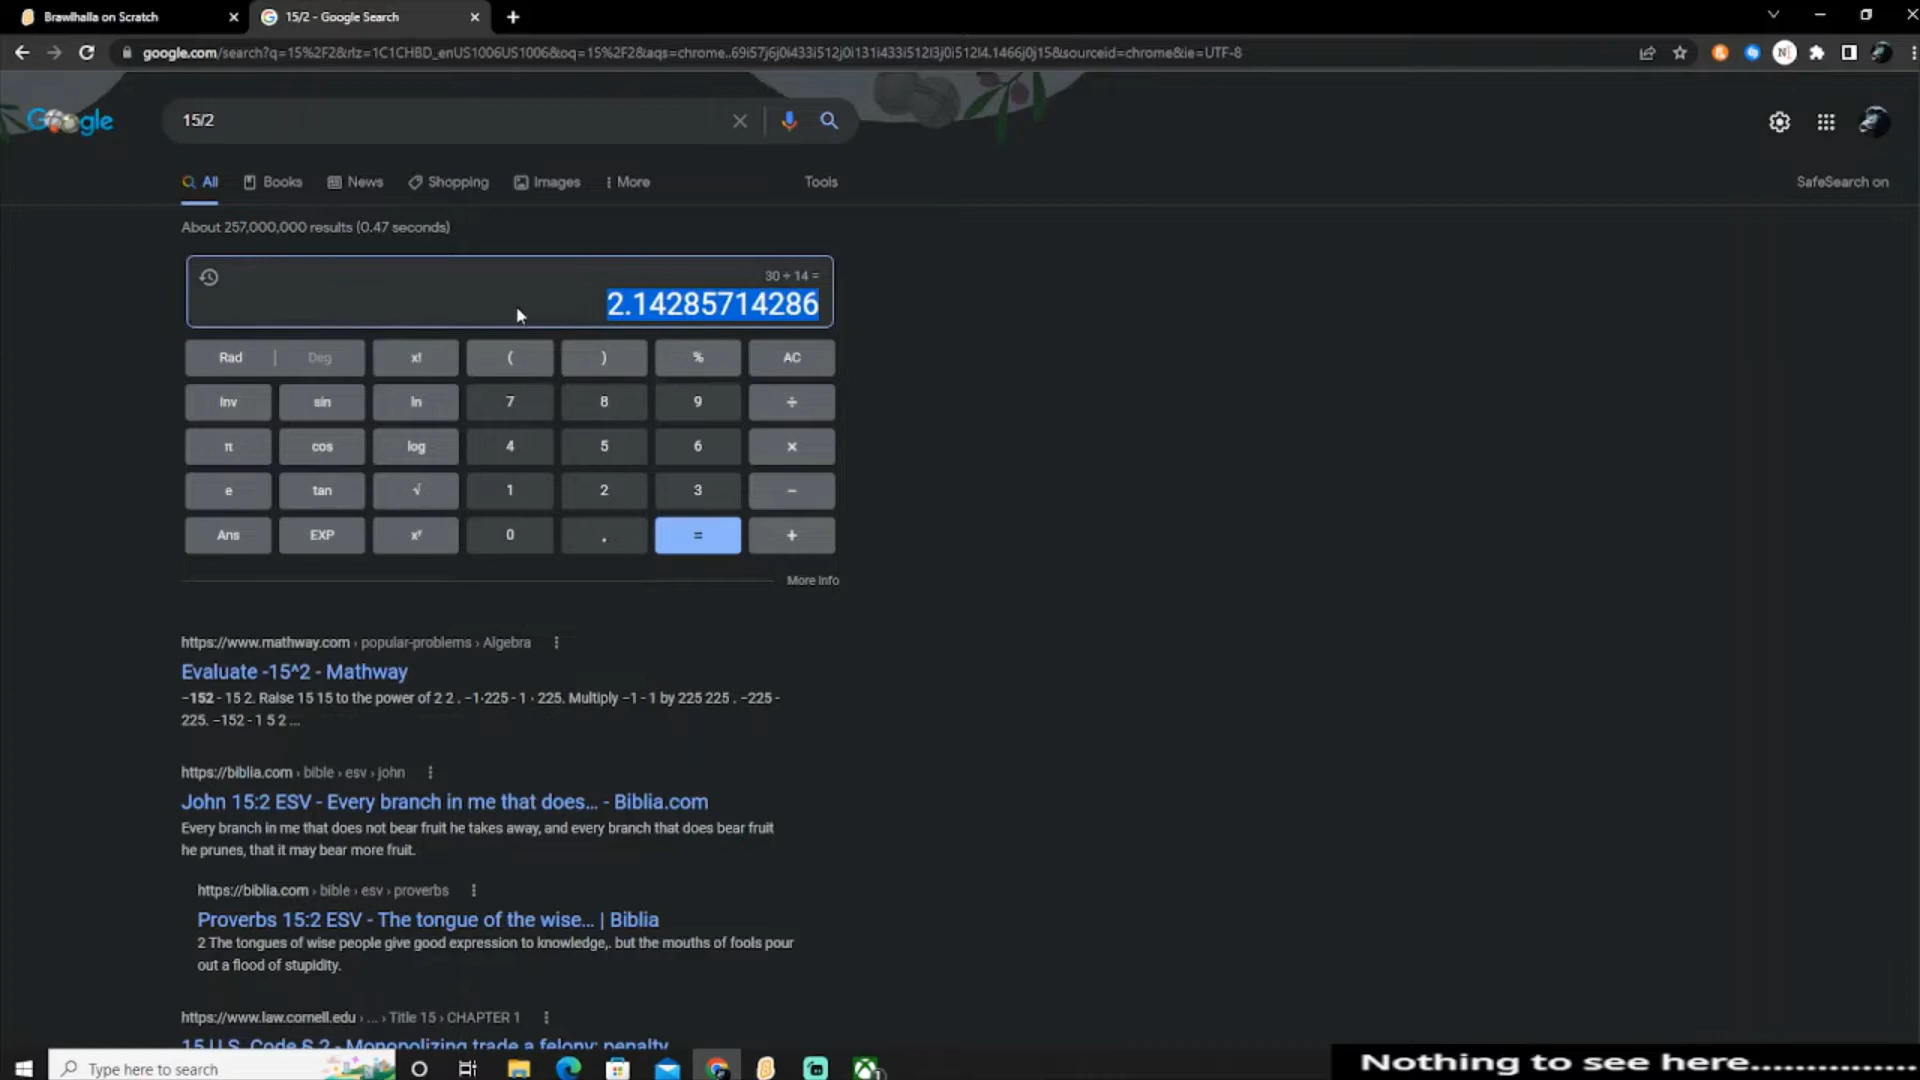 Brawlhalla on Scratch
15/2 - Google Search
google.com/search?q=15%2F2&rlz=1C1CHBD_enUS1006US1006&oq=15%2F2&aqs=chrome..69i57j6j0i433i512j0i131i433i512l3j0i512l4.1466j0j15&sourceid=chrome&ie=UTF-8
Google
15/2
All Books News Shopping Images More Tools
SafeSearch on
About 257,000,000 results (0.47 seconds)
30 ÷ 14 =
2.14285714286
Rad | Deg x! ( ) % AC
Inv sin ln 7 8 9 ÷
π cos log 4 5 6 ×
e tan √ 1 2 3 −
Ans EXP xʸ 0 . = +
More info
https://www.mathway.com › popular-problems › Algebra
Evaluate -15^2 - Mathway
−152 - 15 2. Raise 15 15 to the power of 2 2 . −1⋅225 - 1 ⋅ 225. Multiply −1 - 1 by 225 225 . −225 -
225. −152 - 1 5 2 ...
https://biblia.com › bible › esv › john
John 15:2 ESV - Every branch in me that does... - Biblia.com
Every branch in me that does not bear fruit he takes away, and every branch that does bear fruit
he prunes, that it may bear more fruit.
https://biblia.com › bible › esv › proverbs
Proverbs 15:2 ESV - The tongue of the wise... | Biblia
2 The tongues of wise people give good expression to knowledge,. but the mouths of fools pour
out a flood of stupidity.
https://www.law.cornell.edu › ... › Title 15 › CHAPTER 1
15 U.S. Code § 2 - Monopolizing trade a felony; penalty
Type here to search
1
Nothing to see here..............